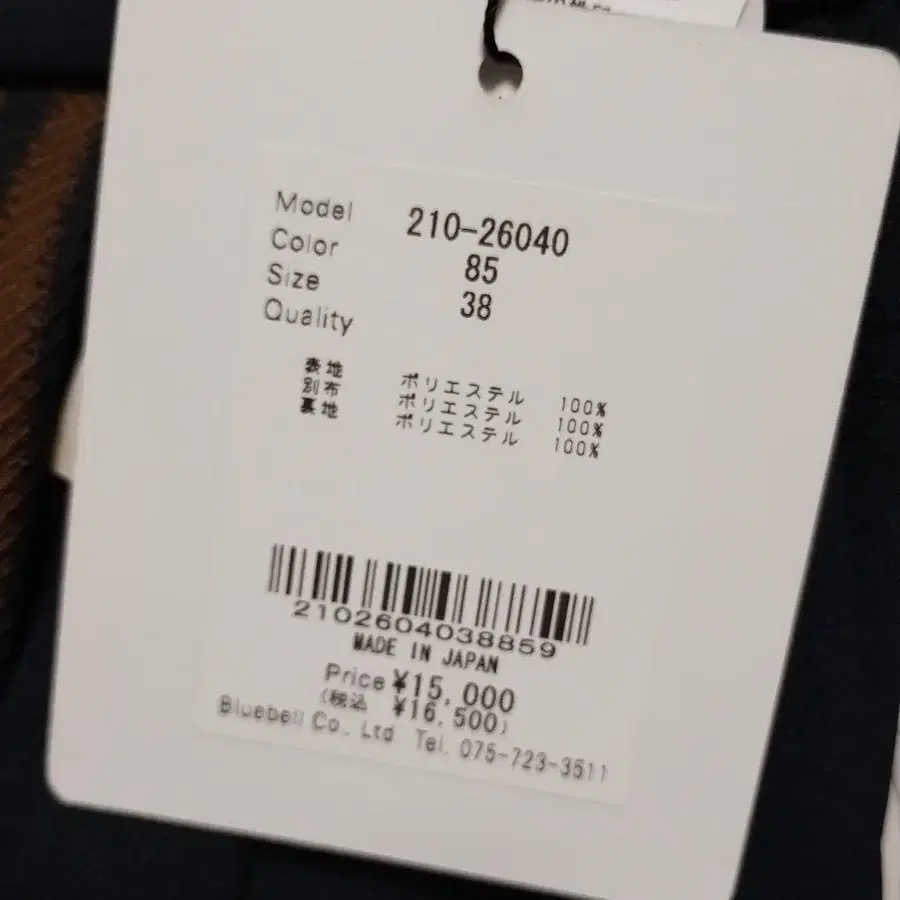 Model 210-26040
Color 85
Size 38
Quality
表地 ポリエステル 100%
別布 ポリエステル 100%
裏地 ポリエステル 100%
2102604038859
MADE IN JAPAN
Price ¥15,000
(税込 ¥16,500)
Bluebell Co., Ltd Tel. 075-723-3511